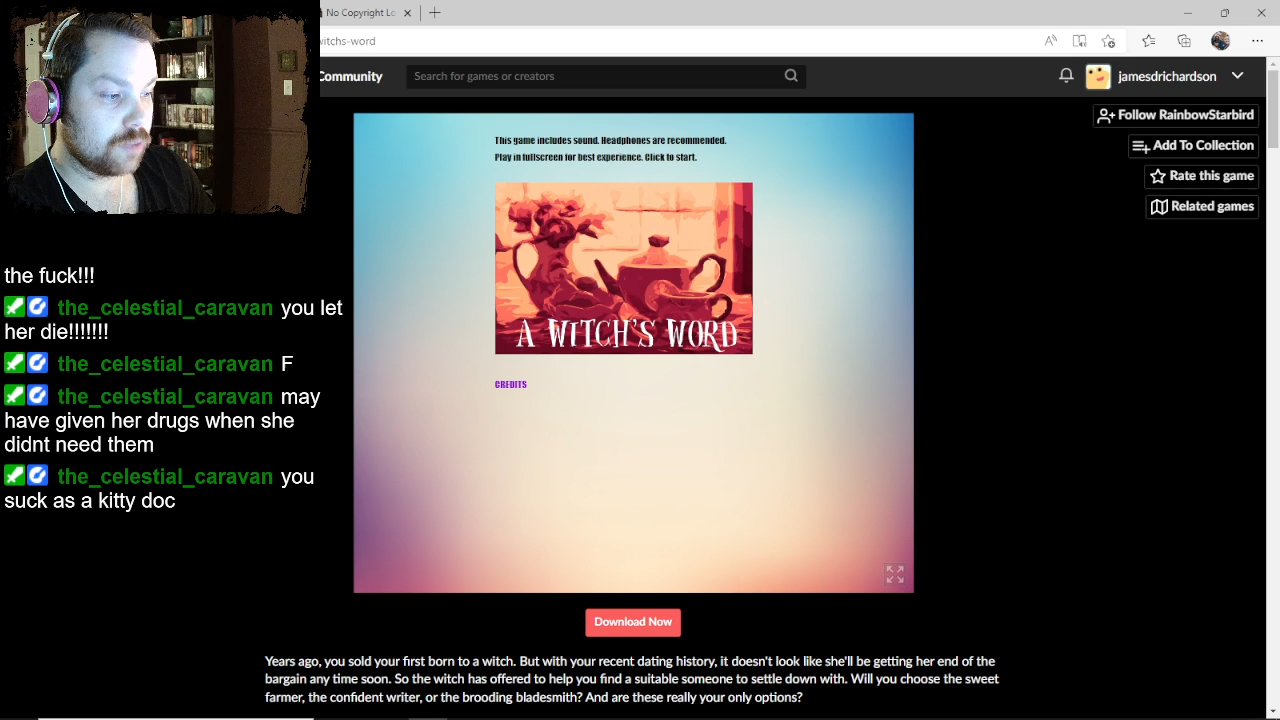 No Copyright Lo
witchs-word
Community
Search for games or creators
jamesdrichardson
Follow RainbowStarbird
Add To Collection
Rate this game
Related games
This game includes sound. Headphones are recommended.
Play in fullscreen for best experience. Click to start.
A WITCH'S WORD
CREDITS
the fuck!!!
the_celestial_caravan you let
her die!!!!!!!
the_celestial_caravan F
the_celestial_caravan may
have given her drugs when she
didnt need them
the_celestial_caravan you
suck as a kitty doc
Download Now
Years ago, you sold your first born to a witch. But with your recent dating history, it doesn't look like she'll be getting her end of the
bargain any time soon. So the witch has offered to help you find a suitable someone to settle down with. Will you choose the sweet
farmer, the confident writer, or the brooding bladesmith? And are these really your only options?